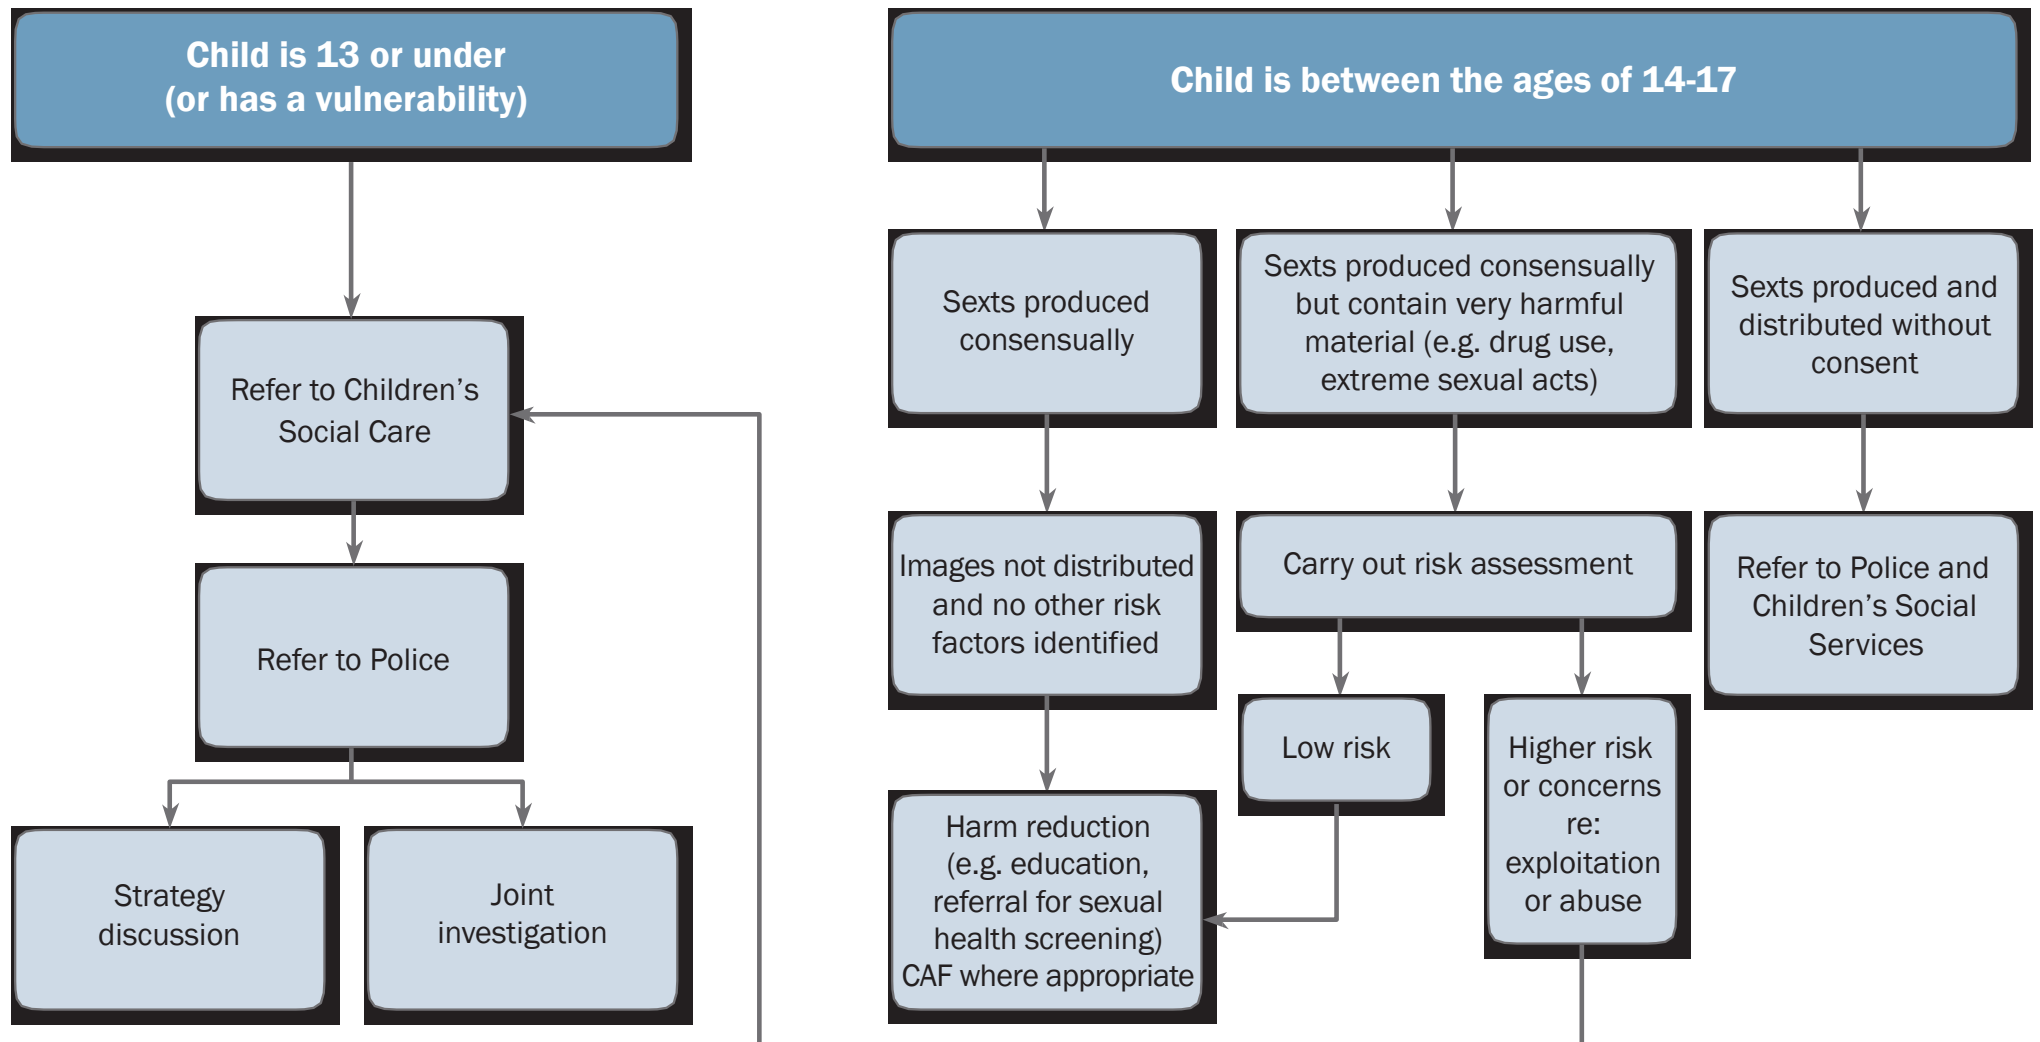 Child is 13 or under
(or has a vulnerability)
Refer to Children’s
Social Care
Refer to Police
Strategy
discussion
Joint
investigation
Child is between the ages of 14-17
Sexts produced
consensually
Images not distributed
and no other risk
factors identified
Harm reduction
(e.g. education,
referral for sexual
health screening)
CAF where appropriate
Sexts produced consensually
but contain very harmful
material (e.g. drug use,
extreme sexual acts)
Carry out risk assessment
Low risk
Higher risk
or concerns
re:
exploitation
or abuse
Sexts produced and
distributed without
consent
Refer to Police and
Children’s Social
Services